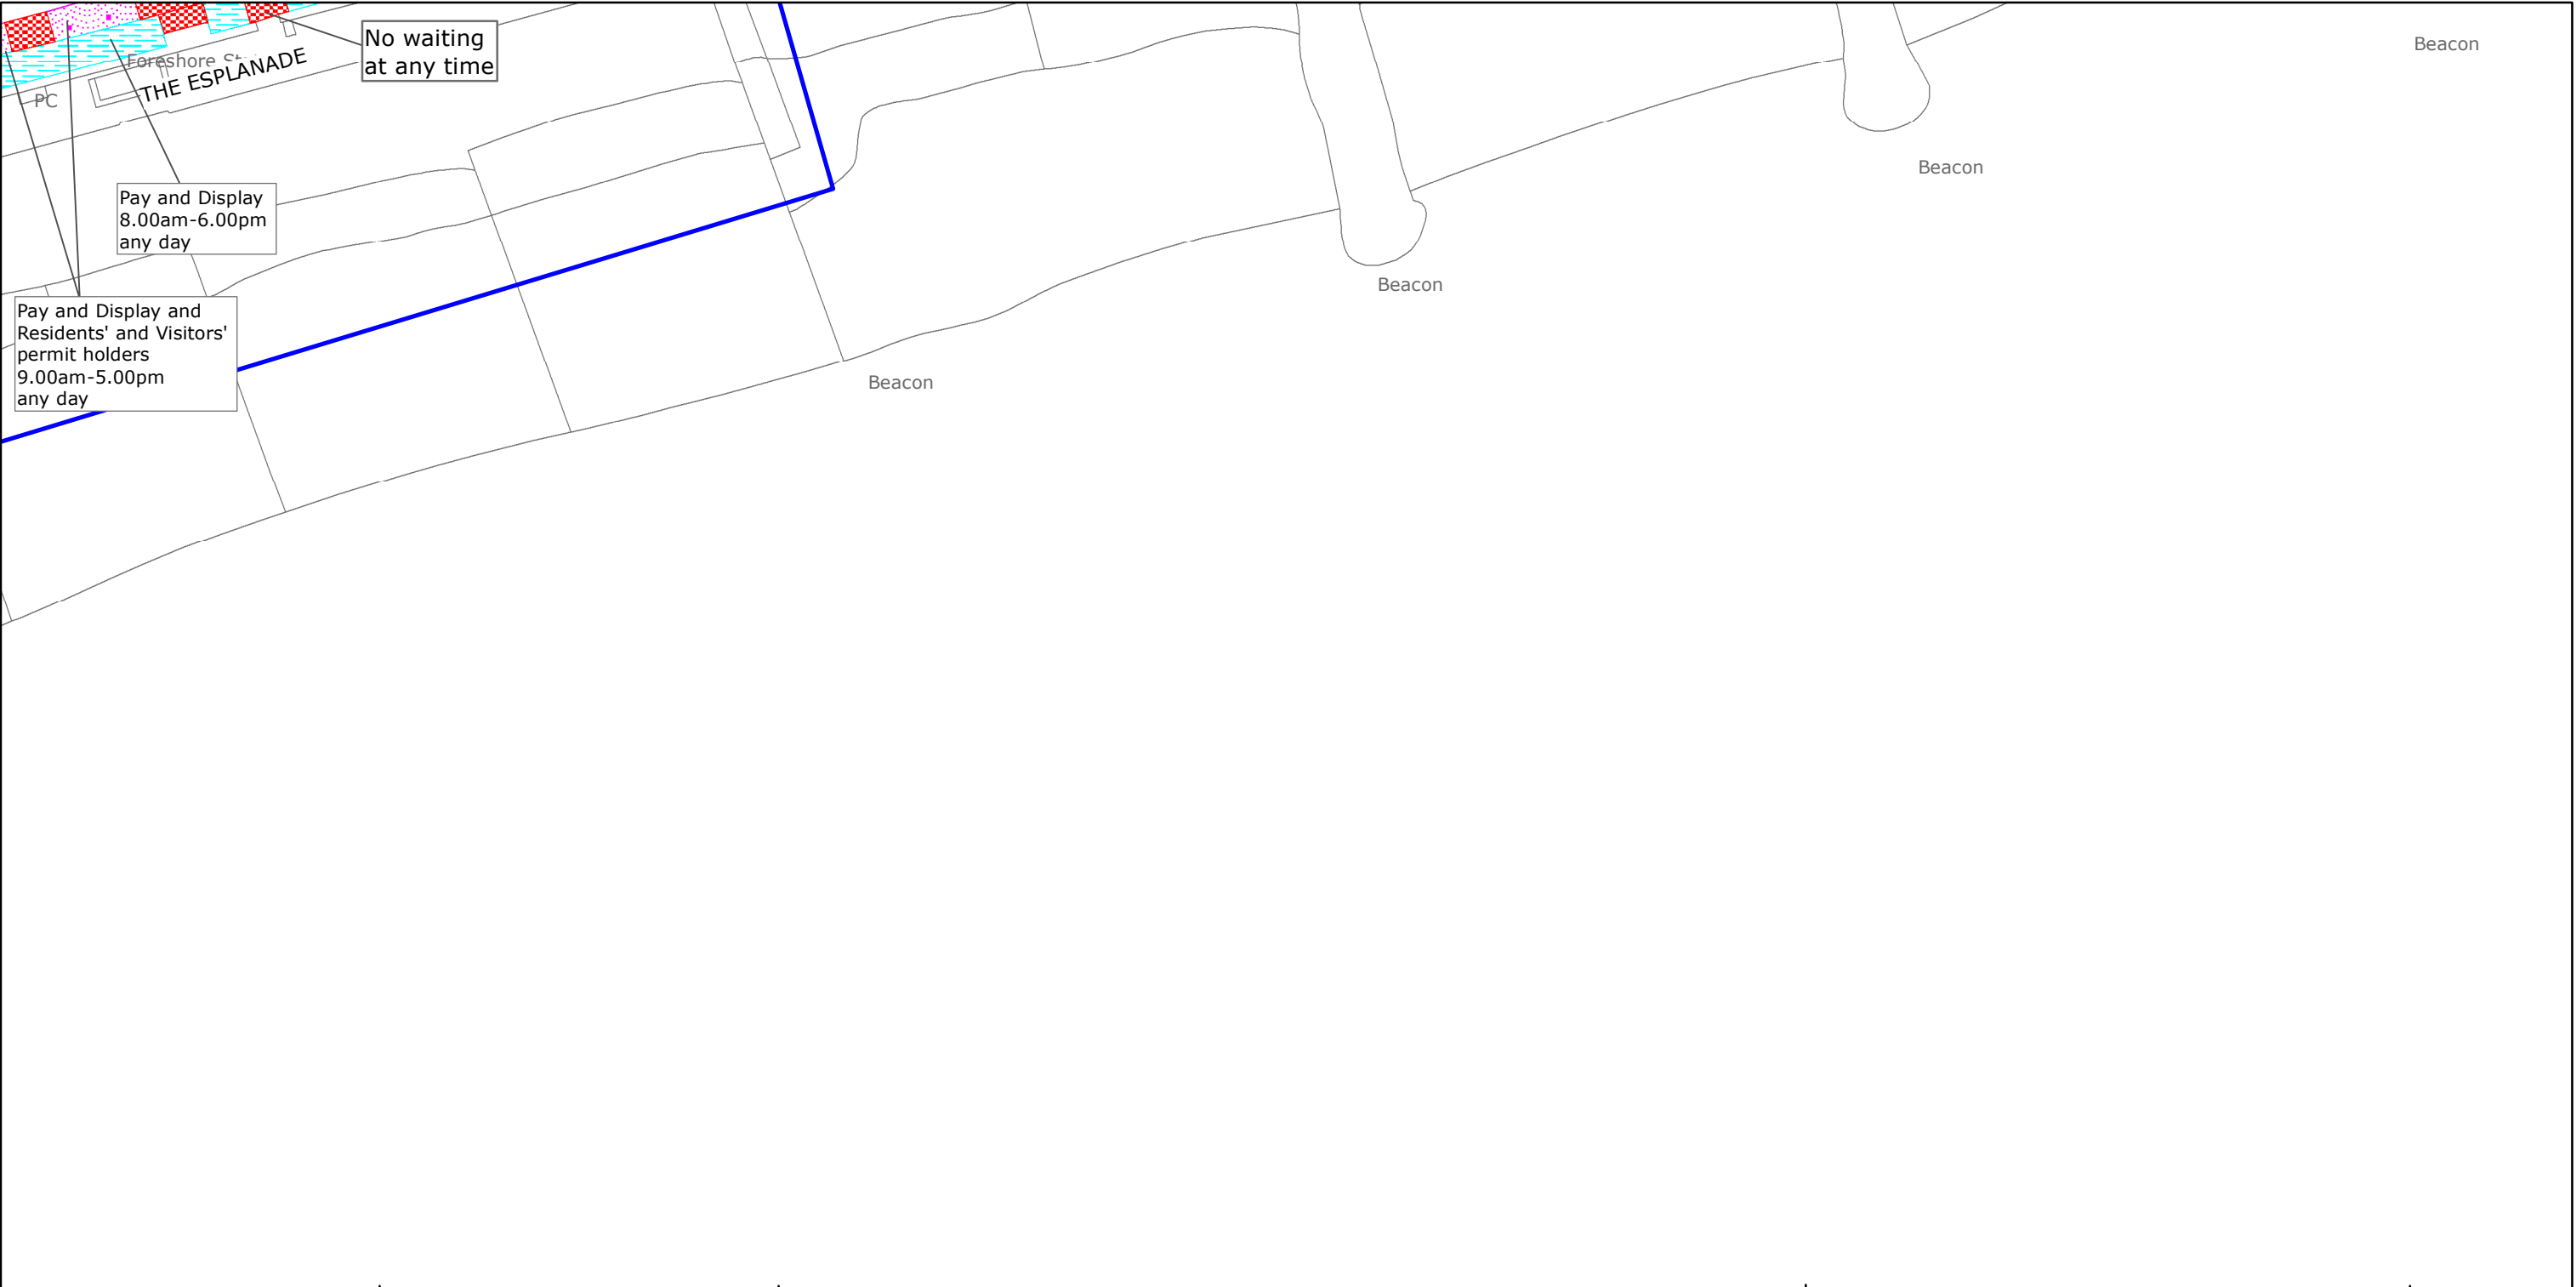 No waiting
at any time
Beacon
Foreshore
THE ESPLANADE
PC
Beacon
Pay and Display
8.00am-6.00pm
any day
Beacon
Pay and Display and
Residents' and Visitors'
permit holders
9.00am-5.00pm
any day
Beacon